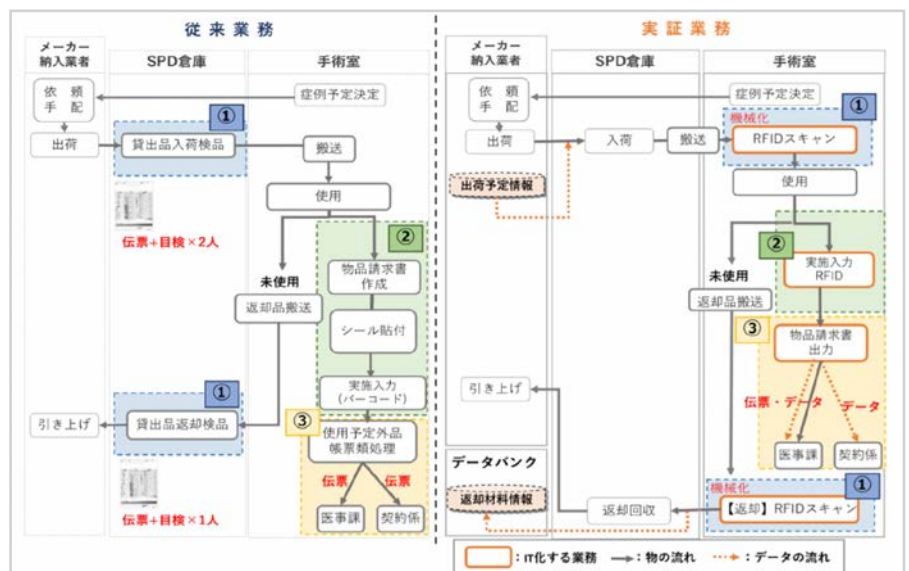 従来業務
メーカー
納入業者
SPD倉庫
手術室
依頼
手配
症例予定決定
①
出荷
貸出品入荷検品
搬送
使用
伝票+目検×2人
②
未使用
物品請求書
作成
返却品搬送
シール貼付
実施入力
(バーコード)
①
引き上げ
貸出品返却検品
③
使用予定外品
帳票類処理
伝票
伝票
医事課
契約係
伝票+目検×1人
実証業務
メーカー
納入業者
SPD倉庫
手術室
依頼
手配
症例予定決定
機械化
①
出荷
入荷
搬送
RFIDスキャン
出荷予定情報
使用
②
未使用
実施入力
RFID
返却品搬送
③
物品請求書
出力
引き上げ
伝票・データ
データ
医事課
契約係
データバンク
返却材料情報
返却回収
機械化
①
【返却】RFIDスキャン
:IT化する業務
:物の流れ
:データの流れ